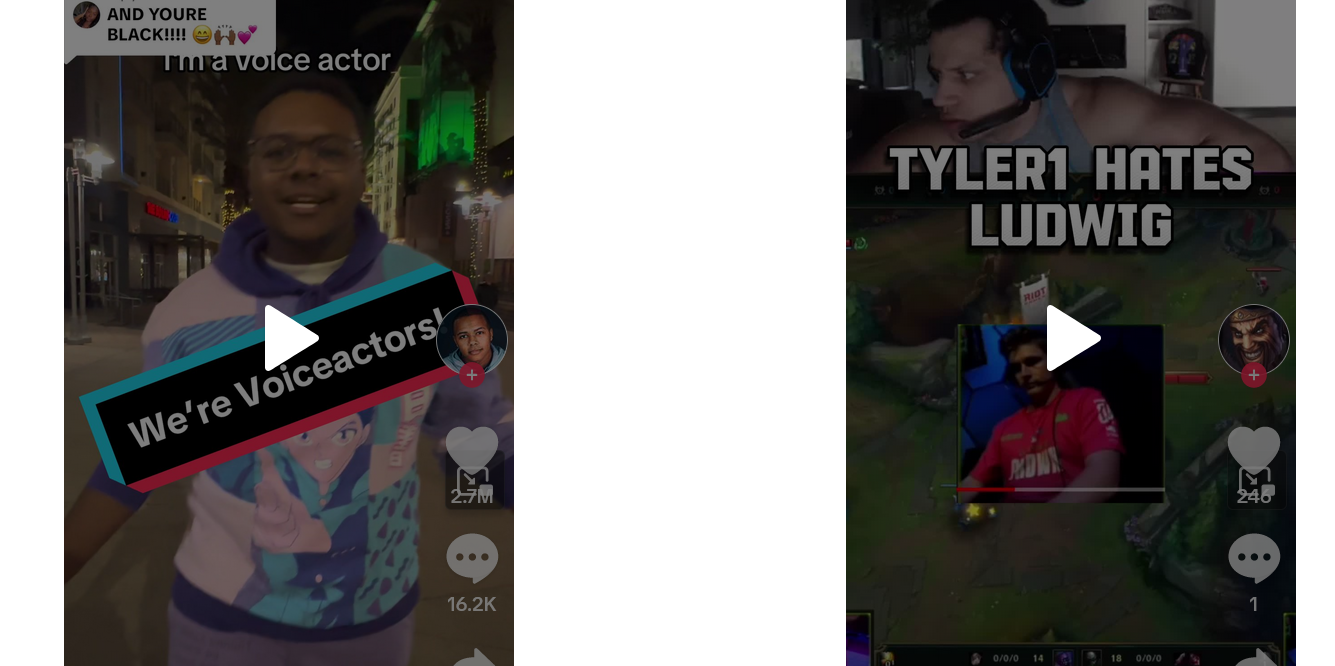 AND YOURE
BLACK!!!! 😄🙌🏾💕
I'm a voice actor
We're Voiceactors!
2.7M
16.2K
TYLER1 HATES
LUDWIG
RIOT
246
1
0/0/0 14 18 0/0/0